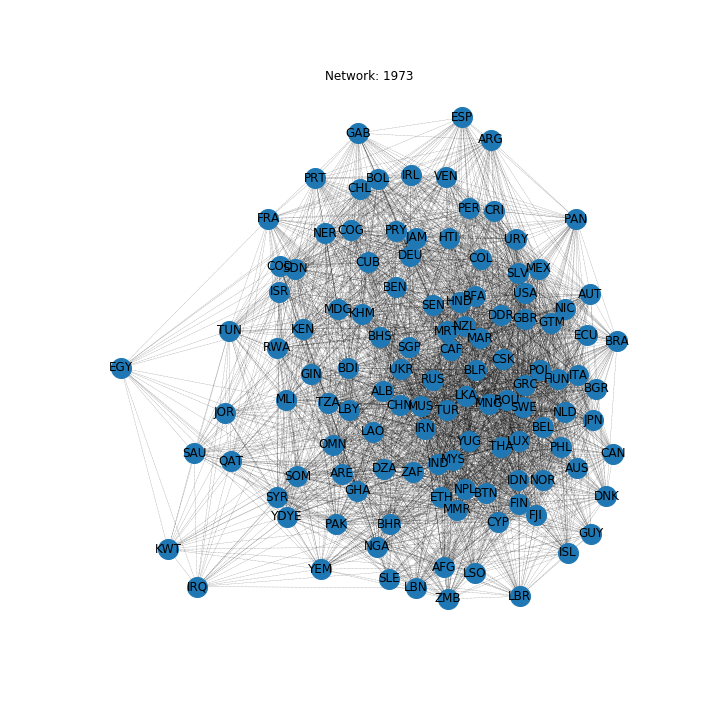 Network: 1973
ESP
GAB
ARG
PRT
CHL
BOL
IRL
VEN
FRA
NER
COG
PRY
JAM
HTI
PER
CRI
PAN
URY
DEU
CUB
COL
SDN
ISR
BEN
SLV
MEX
USA
AUT
MDG
KHM
SEN
HND
BFA
DDR
GBR
GTM
NIC
ECU
BRA
TUN
KEN
RWA
BHS
SGP
MRT
NZL
MAR
CAF
CSK
EGY
GIN
BDI
UKR
RUS
BLR
POL
HUN
ITA
BGR
GRC
MLI
TZA
LBY
ALB
CHN
MUS
TUR
LKA
MNG
ROU
SWE
NLD
JPN
JOR
LAO
IRN
BEL
SAU
QAT
OMN
YUG
THA
LUX
PHL
CAN
SOM
ARE
DZA
ZAF
IND
MYS
AUS
SYR
GHA
ETH
NPL
BTN
IDN
NOR
DNK
YDYE
PAK
BHR
MMR
CYP
FIN
FJI
GUY
KWT
NGA
ISL
IRQ
YEM
SLE
LBN
AFG
LSO
ZMB
LBR